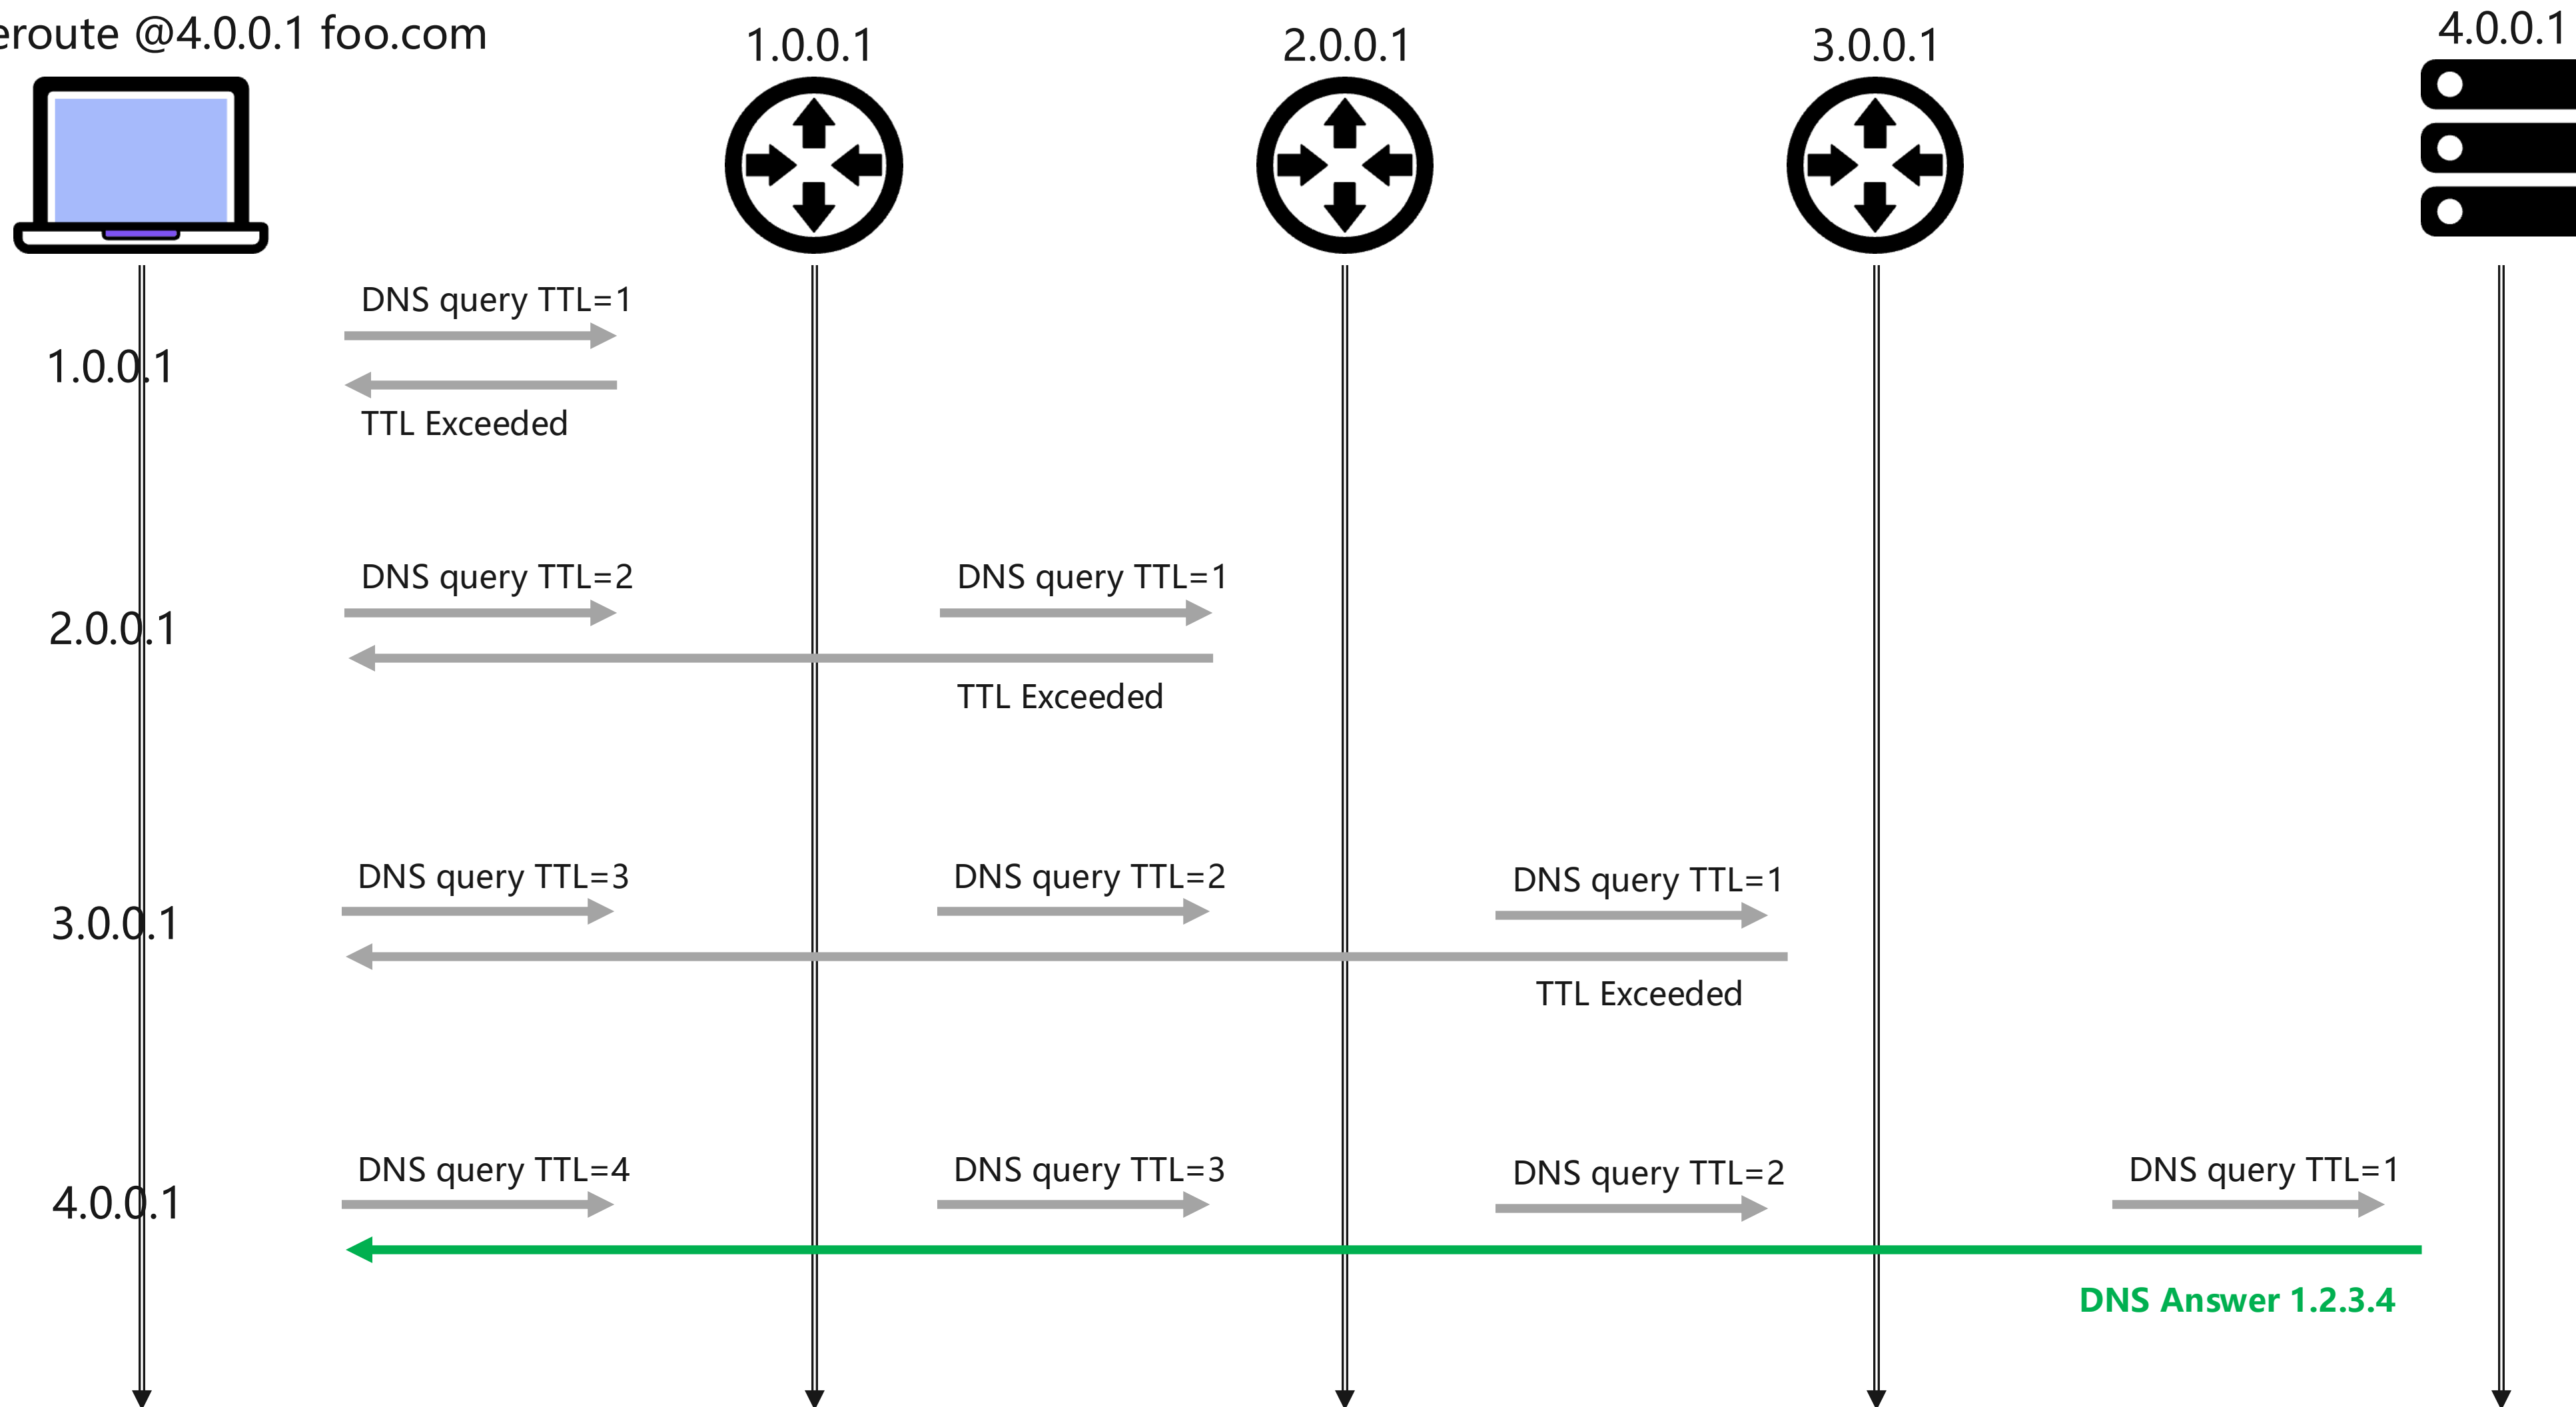 eroute @4.0.0.1 foo.com
1.0.0.1
2.0.0.1
3.0.0.1
4.0.0.1
DNS query TTL=1
1.0.0.1
TTL Exceeded
DNS query TTL=2
DNS query TTL=1
2.0.0.1
TTL Exceeded
DNS query TTL=3
DNS query TTL=2
DNS query TTL=1
3.0.0.1
TTL Exceeded
DNS query TTL=4
DNS query TTL=3
DNS query TTL=2
DNS query TTL=1
4.0.0.1
DNS Answer 1.2.3.4